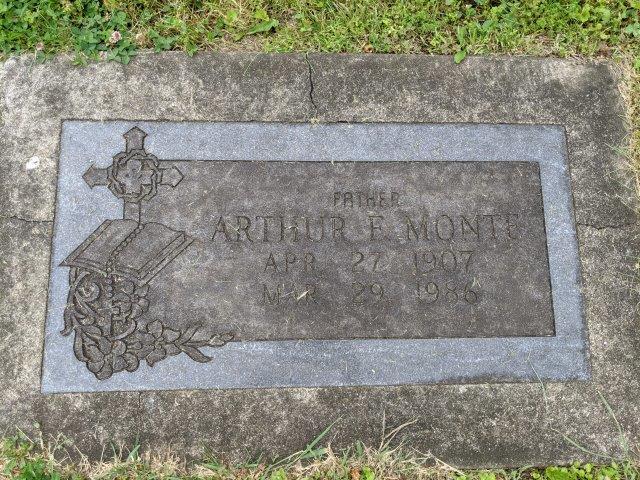 FATHER
ARTHUR E MONTE
APR 27 1907
MAR 29 1986